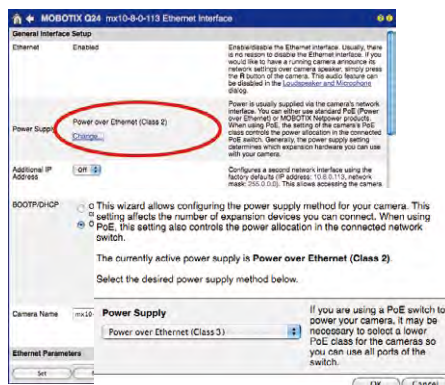 MOBOTIX Q24 mx10-8-0-113 Ethernet Interface
General Interface Setup
Ethernet
Enabled
Enable/disable the Ethernet interface. Usually, there
is no reason to disable the Ethernet interface. If you
would like to have a running camera announce its
network settings over camera speaker, simply press
the R button of the camera. This audio feature can
be disabled in the Loudspeaker and Microphone
dialog.
Power Supply
Power over Ethernet (Class 2)
Change...
Power is usually supplied via the camera's network
interface. You can either use standard PoE (Power
over Ethernet) or MOBOTIX Netpower products.
When using PoE, the setting of the camera's PoE
class controls the power allocation in the connected
PoE switch. Generally, the power supply setting
determines which expansion hardware you can use
with your camera.
Additional IP
Address
Off
Configures a second network interface using the
factory defaults (IP address: 10.8.0.113, network
mask: 255.0.0.0). This allows accessing the camera
BOOTP/DHCP
This wizard allows configuring the power supply method for your camera. This
setting affects the number of expansion devices you can connect. When using
PoE, this setting also controls the power allocation in the connected network
switch.
The currently active power supply is Power over Ethernet (Class 2).
Select the desired power supply method below.
Camera Name
mx10-
Power Supply
Power over Ethernet (Class 3)
If you are using a PoE switch to
power your camera, it may be
necessary to select a lower
PoE class for the cameras so
you can use all ports of the
switch.
Ethernet Parameters
Set
OK
Cancel